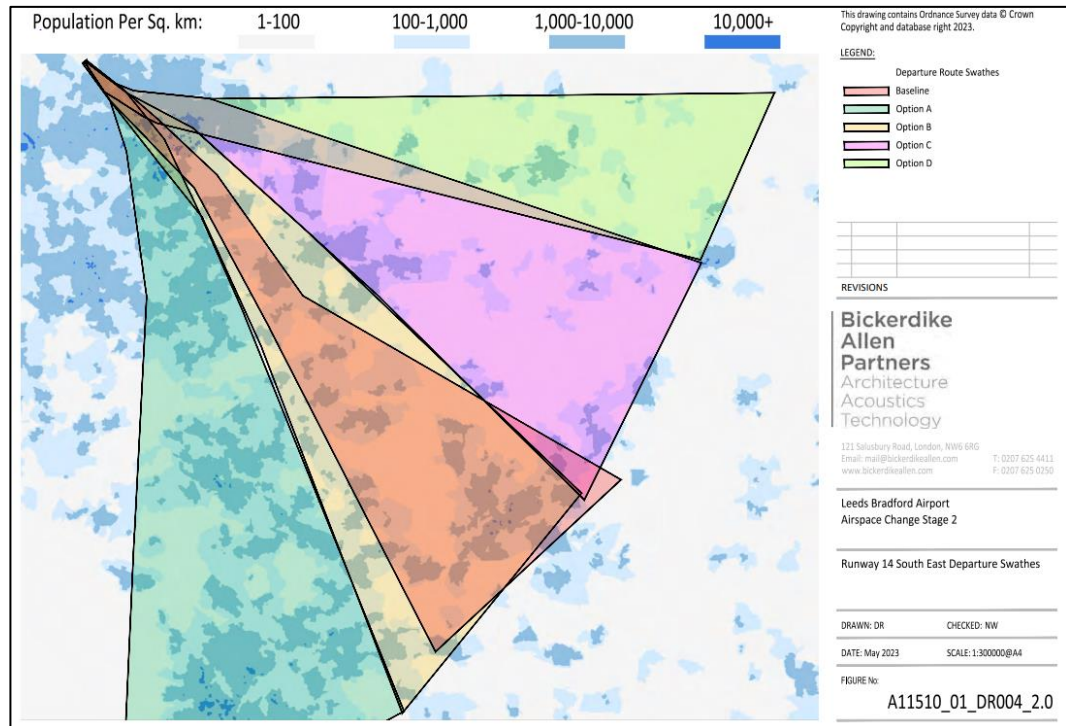 Population Per Sq. km: 1-100 100-1,000 1,000-10,000 10,000+
This drawing contains Ordnance Survey data © Crown
Copyright and database right 2023.
LEGEND:
Departure Route Swathes
Baseline
Option A
Option B
Option C
Option D
REVISIONS
Bickerdike
Allen
Partners
Architecture
Acoustics
Technology
121 Salusbury Road, London, NW6 6RG
Email: mail@bickerdikeallen.com T: 0207 625 4411
www.bickerdikeallen.com F: 0207 625 0250
Leeds Bradford Airport
Airspace Change Stage 2
Runway 14 South East Departure Swathes
DRAWN: DR CHECKED: NW
DATE: May 2023 SCALE: 1:300000@A4
FIGURE No:
A11510_01_DR004_2.0